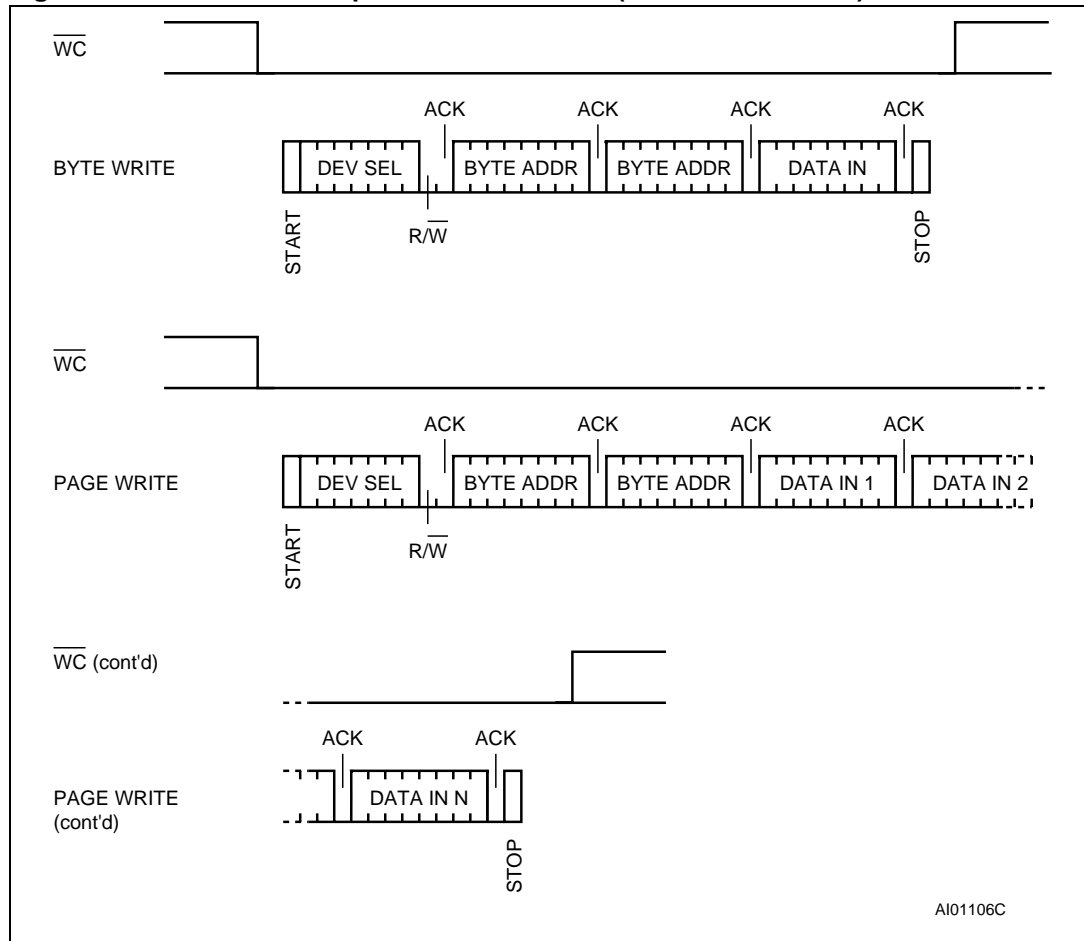 WC
ACK ACK ACK ACK
BYTE WRITE DEV SEL BYTE ADDR BYTE ADDR DATA IN
R/W
START
STOP
WC
ACK ACK ACK ACK
PAGE WRITE DEV SEL BYTE ADDR BYTE ADDR DATA IN 1 DATA IN 2
R/W
START
WC (cont'd)
ACK ACK
PAGE WRITE DATA IN N
(cont'd)
STOP
AI01106C